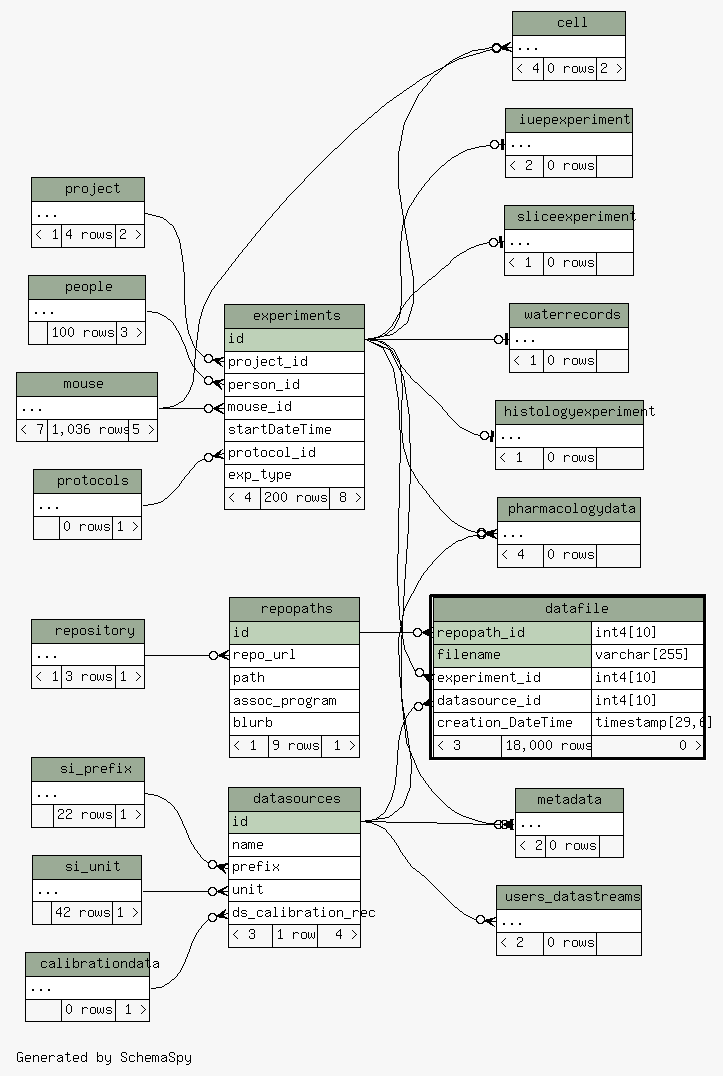 cell
...
< 4 0 rows 2 >
iuepexperiment
...
< 2 0 rows
sliceexperiment
...
< 1 0 rows
waterrecords
...
< 1 0 rows
histologyexperiment
...
< 1 0 rows
pharmacologydata
...
< 4 0 rows
project
...
< 1 4 rows 2 >
people
...
100 rows 3 >
mouse
...
< 7 1,036 rows 5 >
protocols
...
0 rows 1 >
experiments
id
project_id
person_id
mouse_id
startDateTime
protocol_id
exp_type
< 4 200 rows 8 >
repository
...
< 1 3 rows 1 >
repopaths
id
repo_url
path
assoc_program
blurb
< 1 9 rows 1 >
datafile
repopath_id int4[10]
filename varchar[255]
experiment_id int4[10]
datasource_id int4[10]
creation_DateTime timestamp[29,6]
< 3 18,000 rows 0 >
si_prefix
...
22 rows 1 >
si_unit
...
42 rows 1 >
calibrationdata
...
0 rows 1 >
datasources
id
name
prefix
unit
ds_calibration_rec
< 3 1 row 4 >
metadata
...
< 2 0 rows
users_datastreams
...
< 2 0 rows
Generated by SchemaSpy